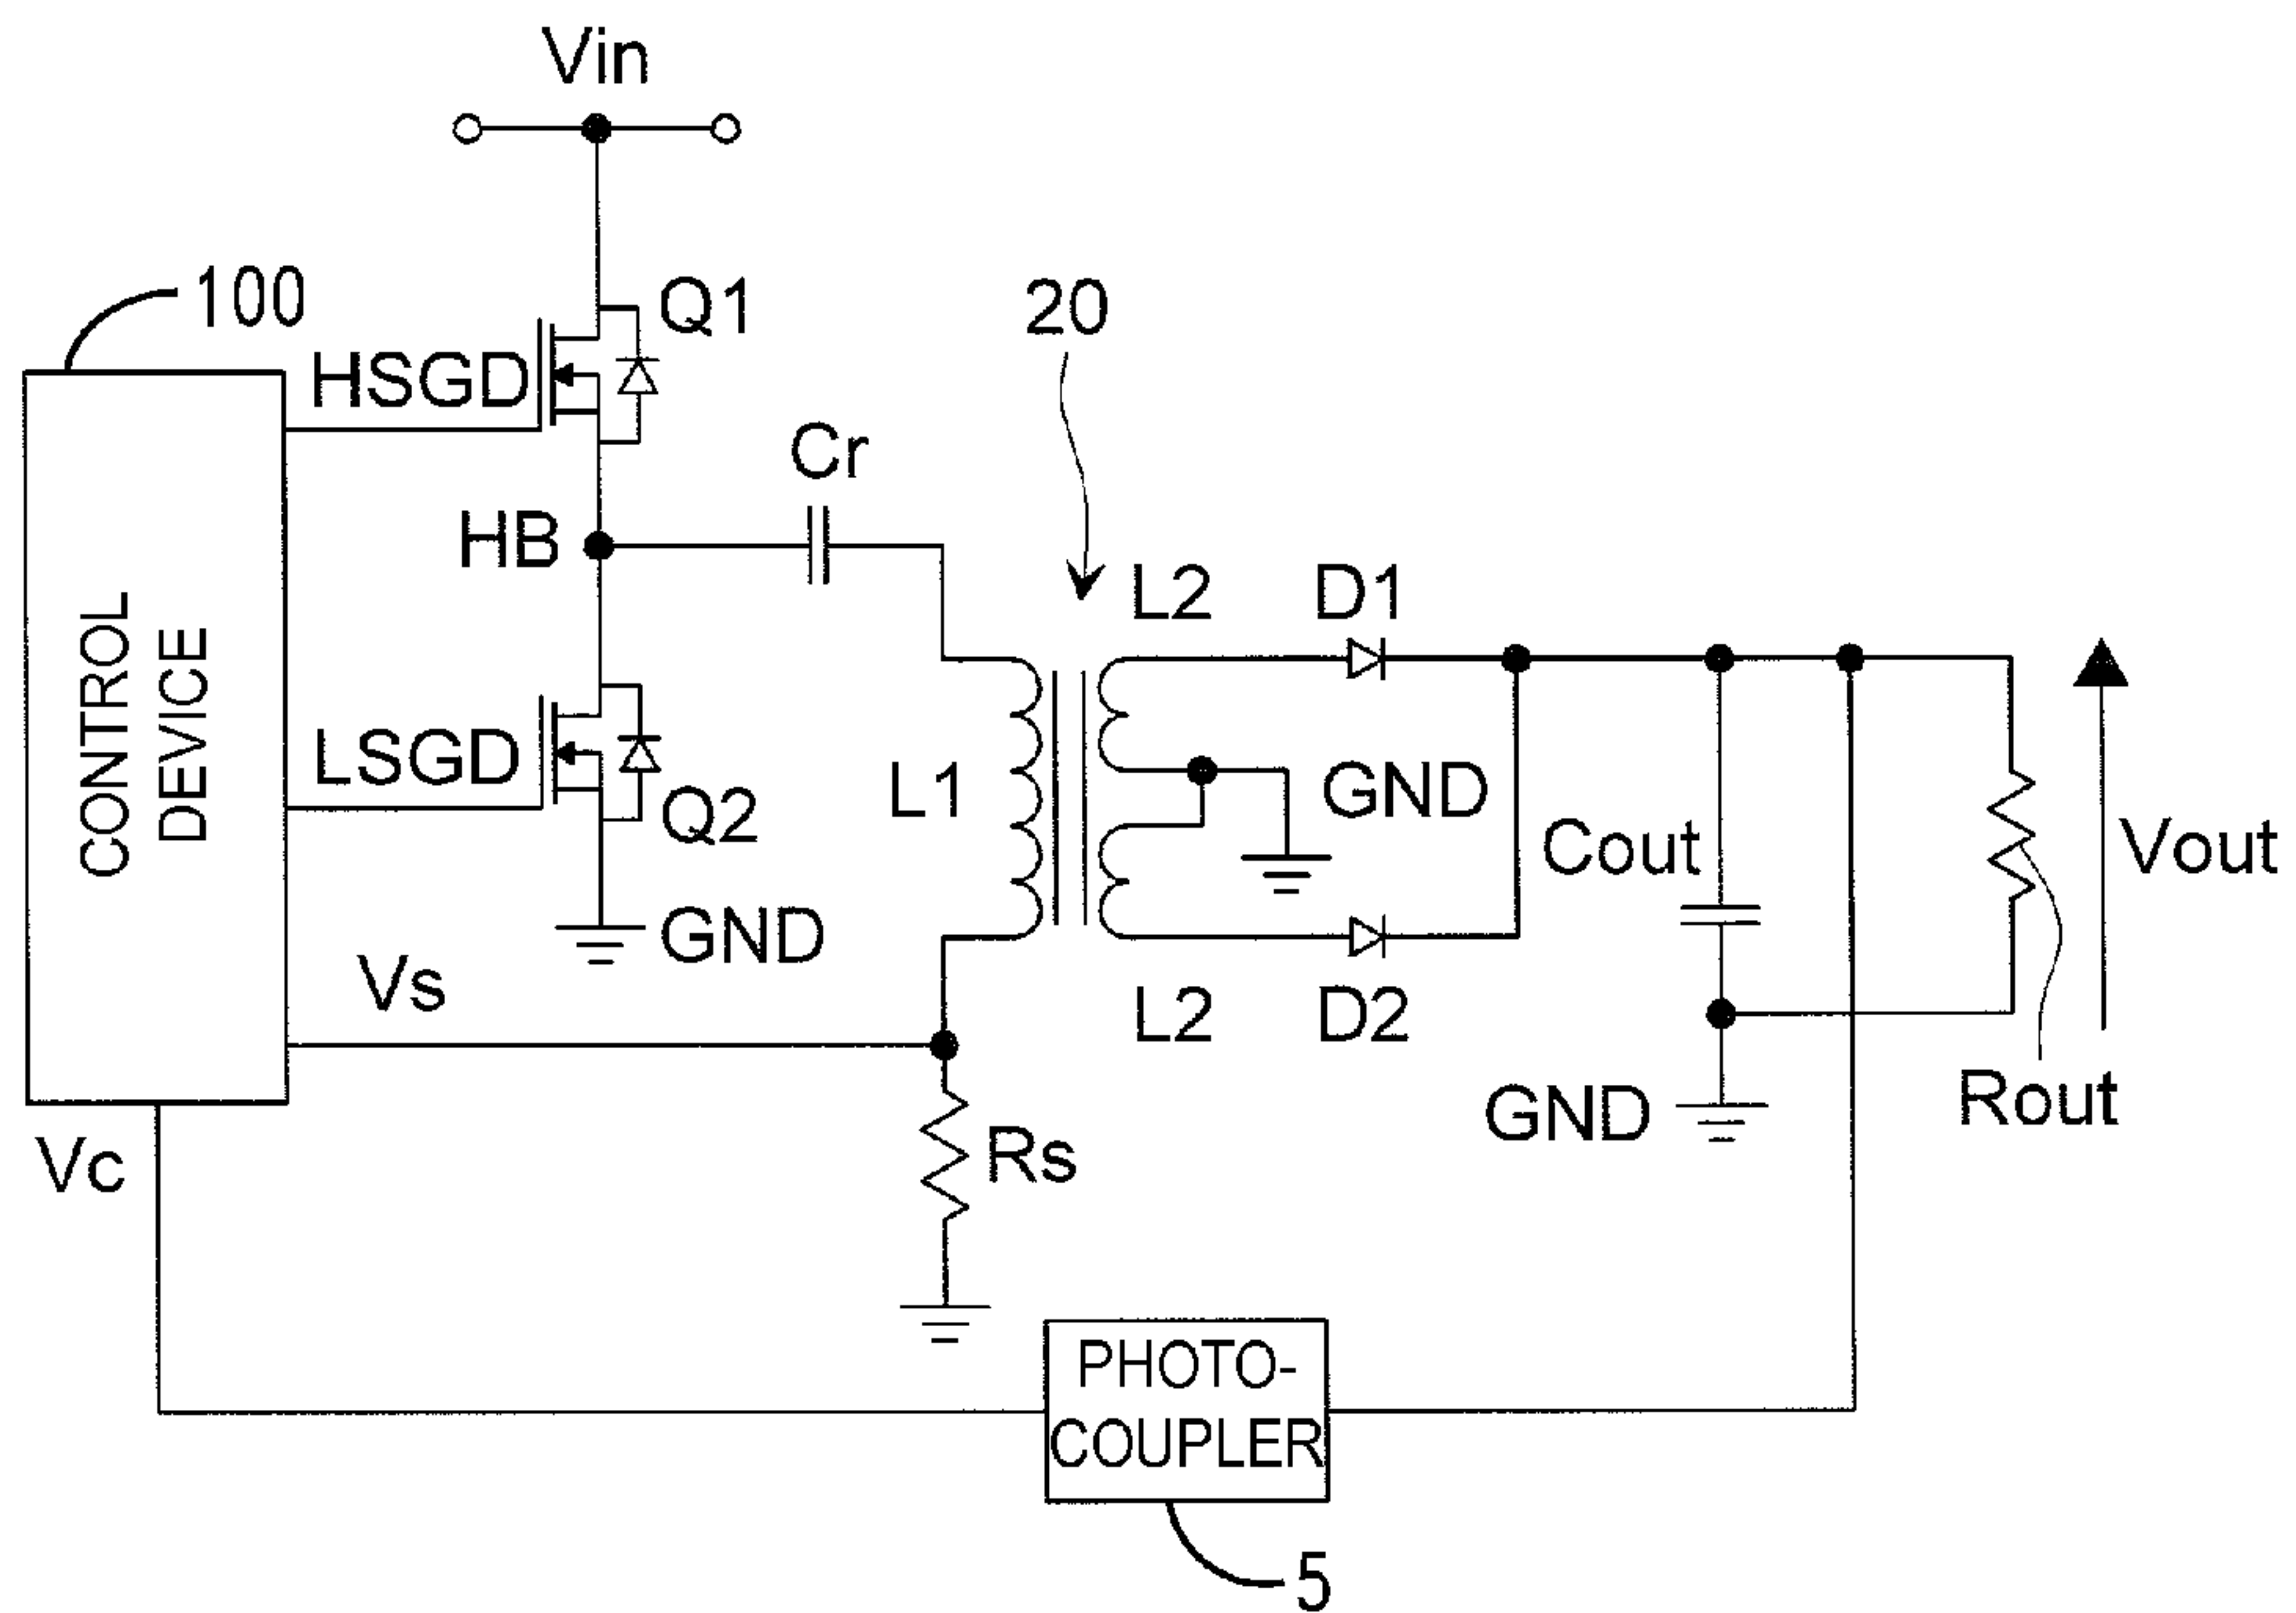 Vin
100
Q1
20
HSGD
Cr
HB
L2
D1
CONTROL
DEVICE
LSGD
L1
GND
Q2
Cout
Vout
GND
Vs
L2
D2
Rout
GND
Vc
Rs
PHOTO-
COUPLER
5